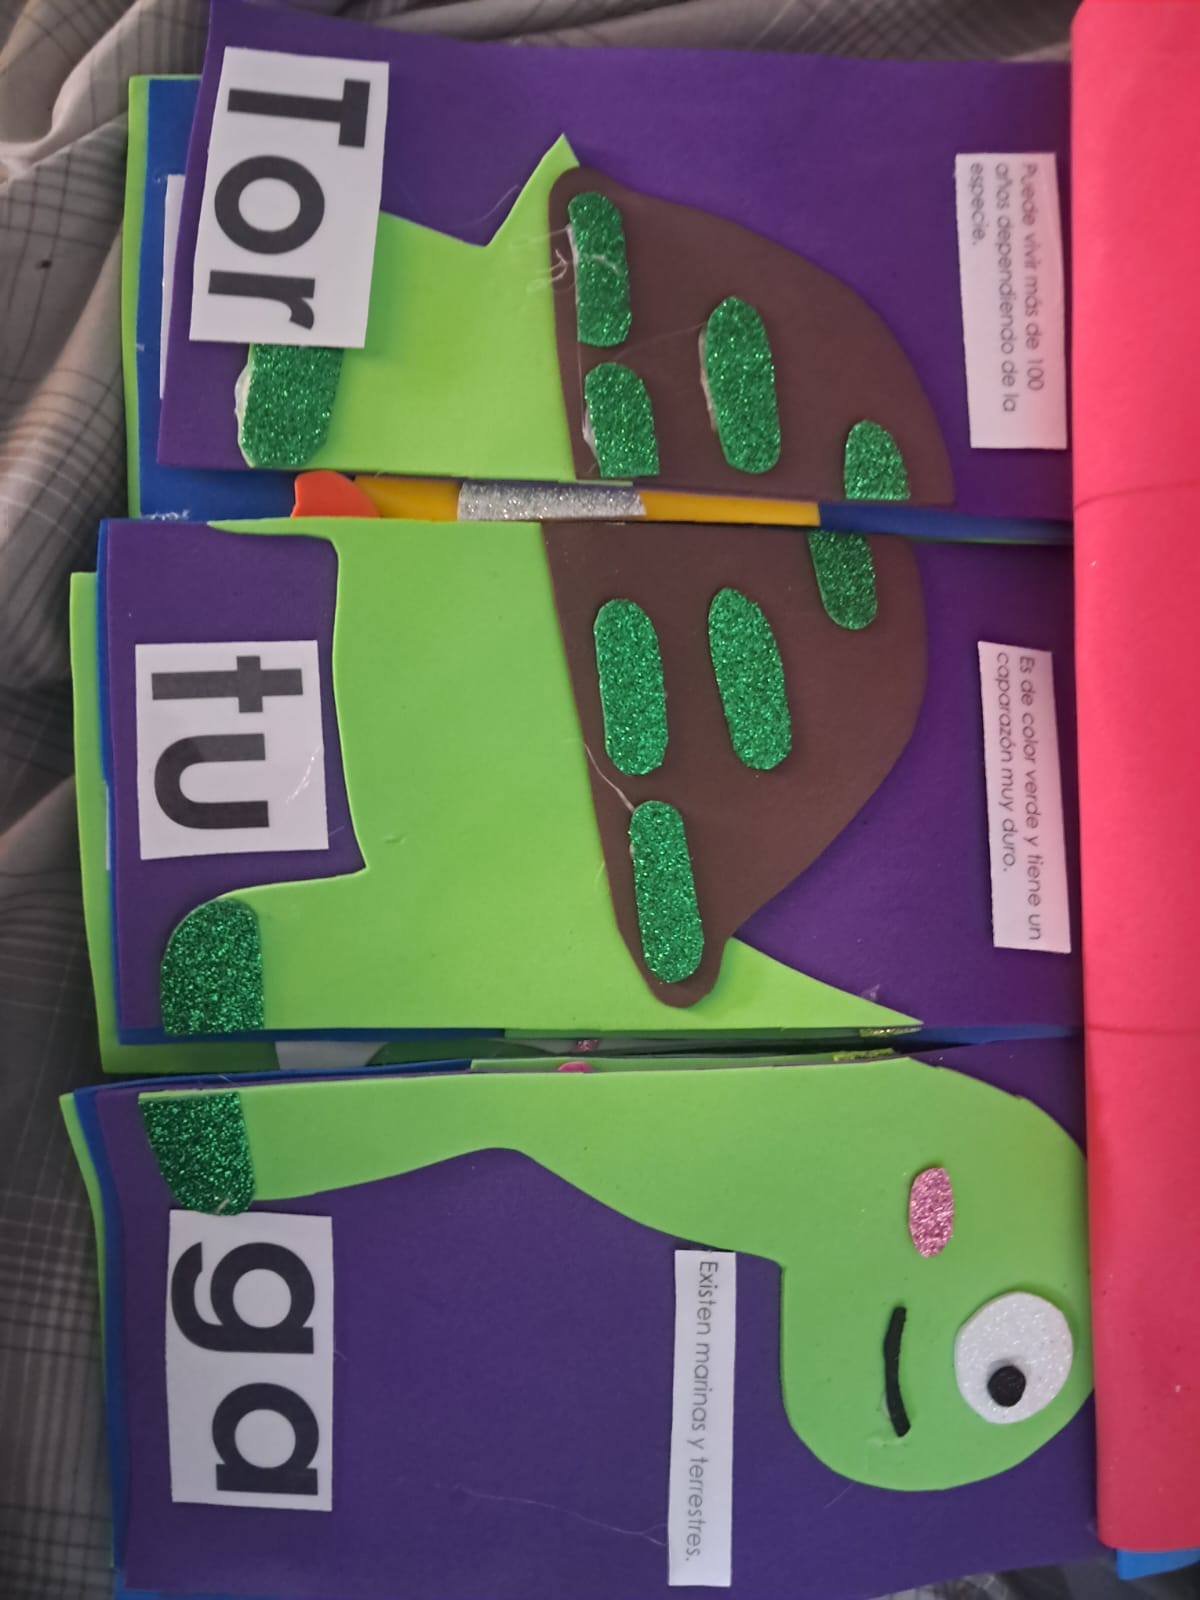 Puede vivir más de 100
años dependiendo de la
especie.
Es de color verde y tiene un
caparazón muy duro.
Existen marinas y terrestres.
Tor
tu
ga